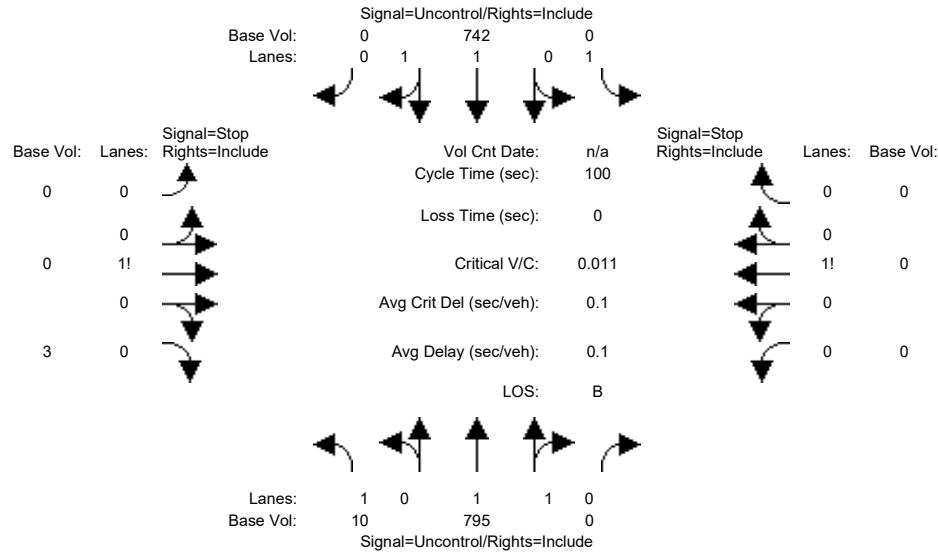 Signal=Uncontrol/Rights=Include
Base Vol: 0 742 0
Lanes: 0 1 1 0 1
Signal=Stop
Base Vol: Lanes: Rights=Include
Vol Cnt Date: n/a
Signal=Stop
Rights=Include Lanes: Base Vol:
Cycle Time (sec): 100
0 0
0 0
Loss Time (sec): 0
0
0
0 1!
Critical V/C: 0.011
1! 0
0
Avg Crit Del (sec/veh): 0.1
0
3 0
Avg Delay (sec/veh): 0.1
0 0
LOS: B
Lanes: 1 0 1 1 0
Base Vol: 10 795 0
Signal=Uncontrol/Rights=Include